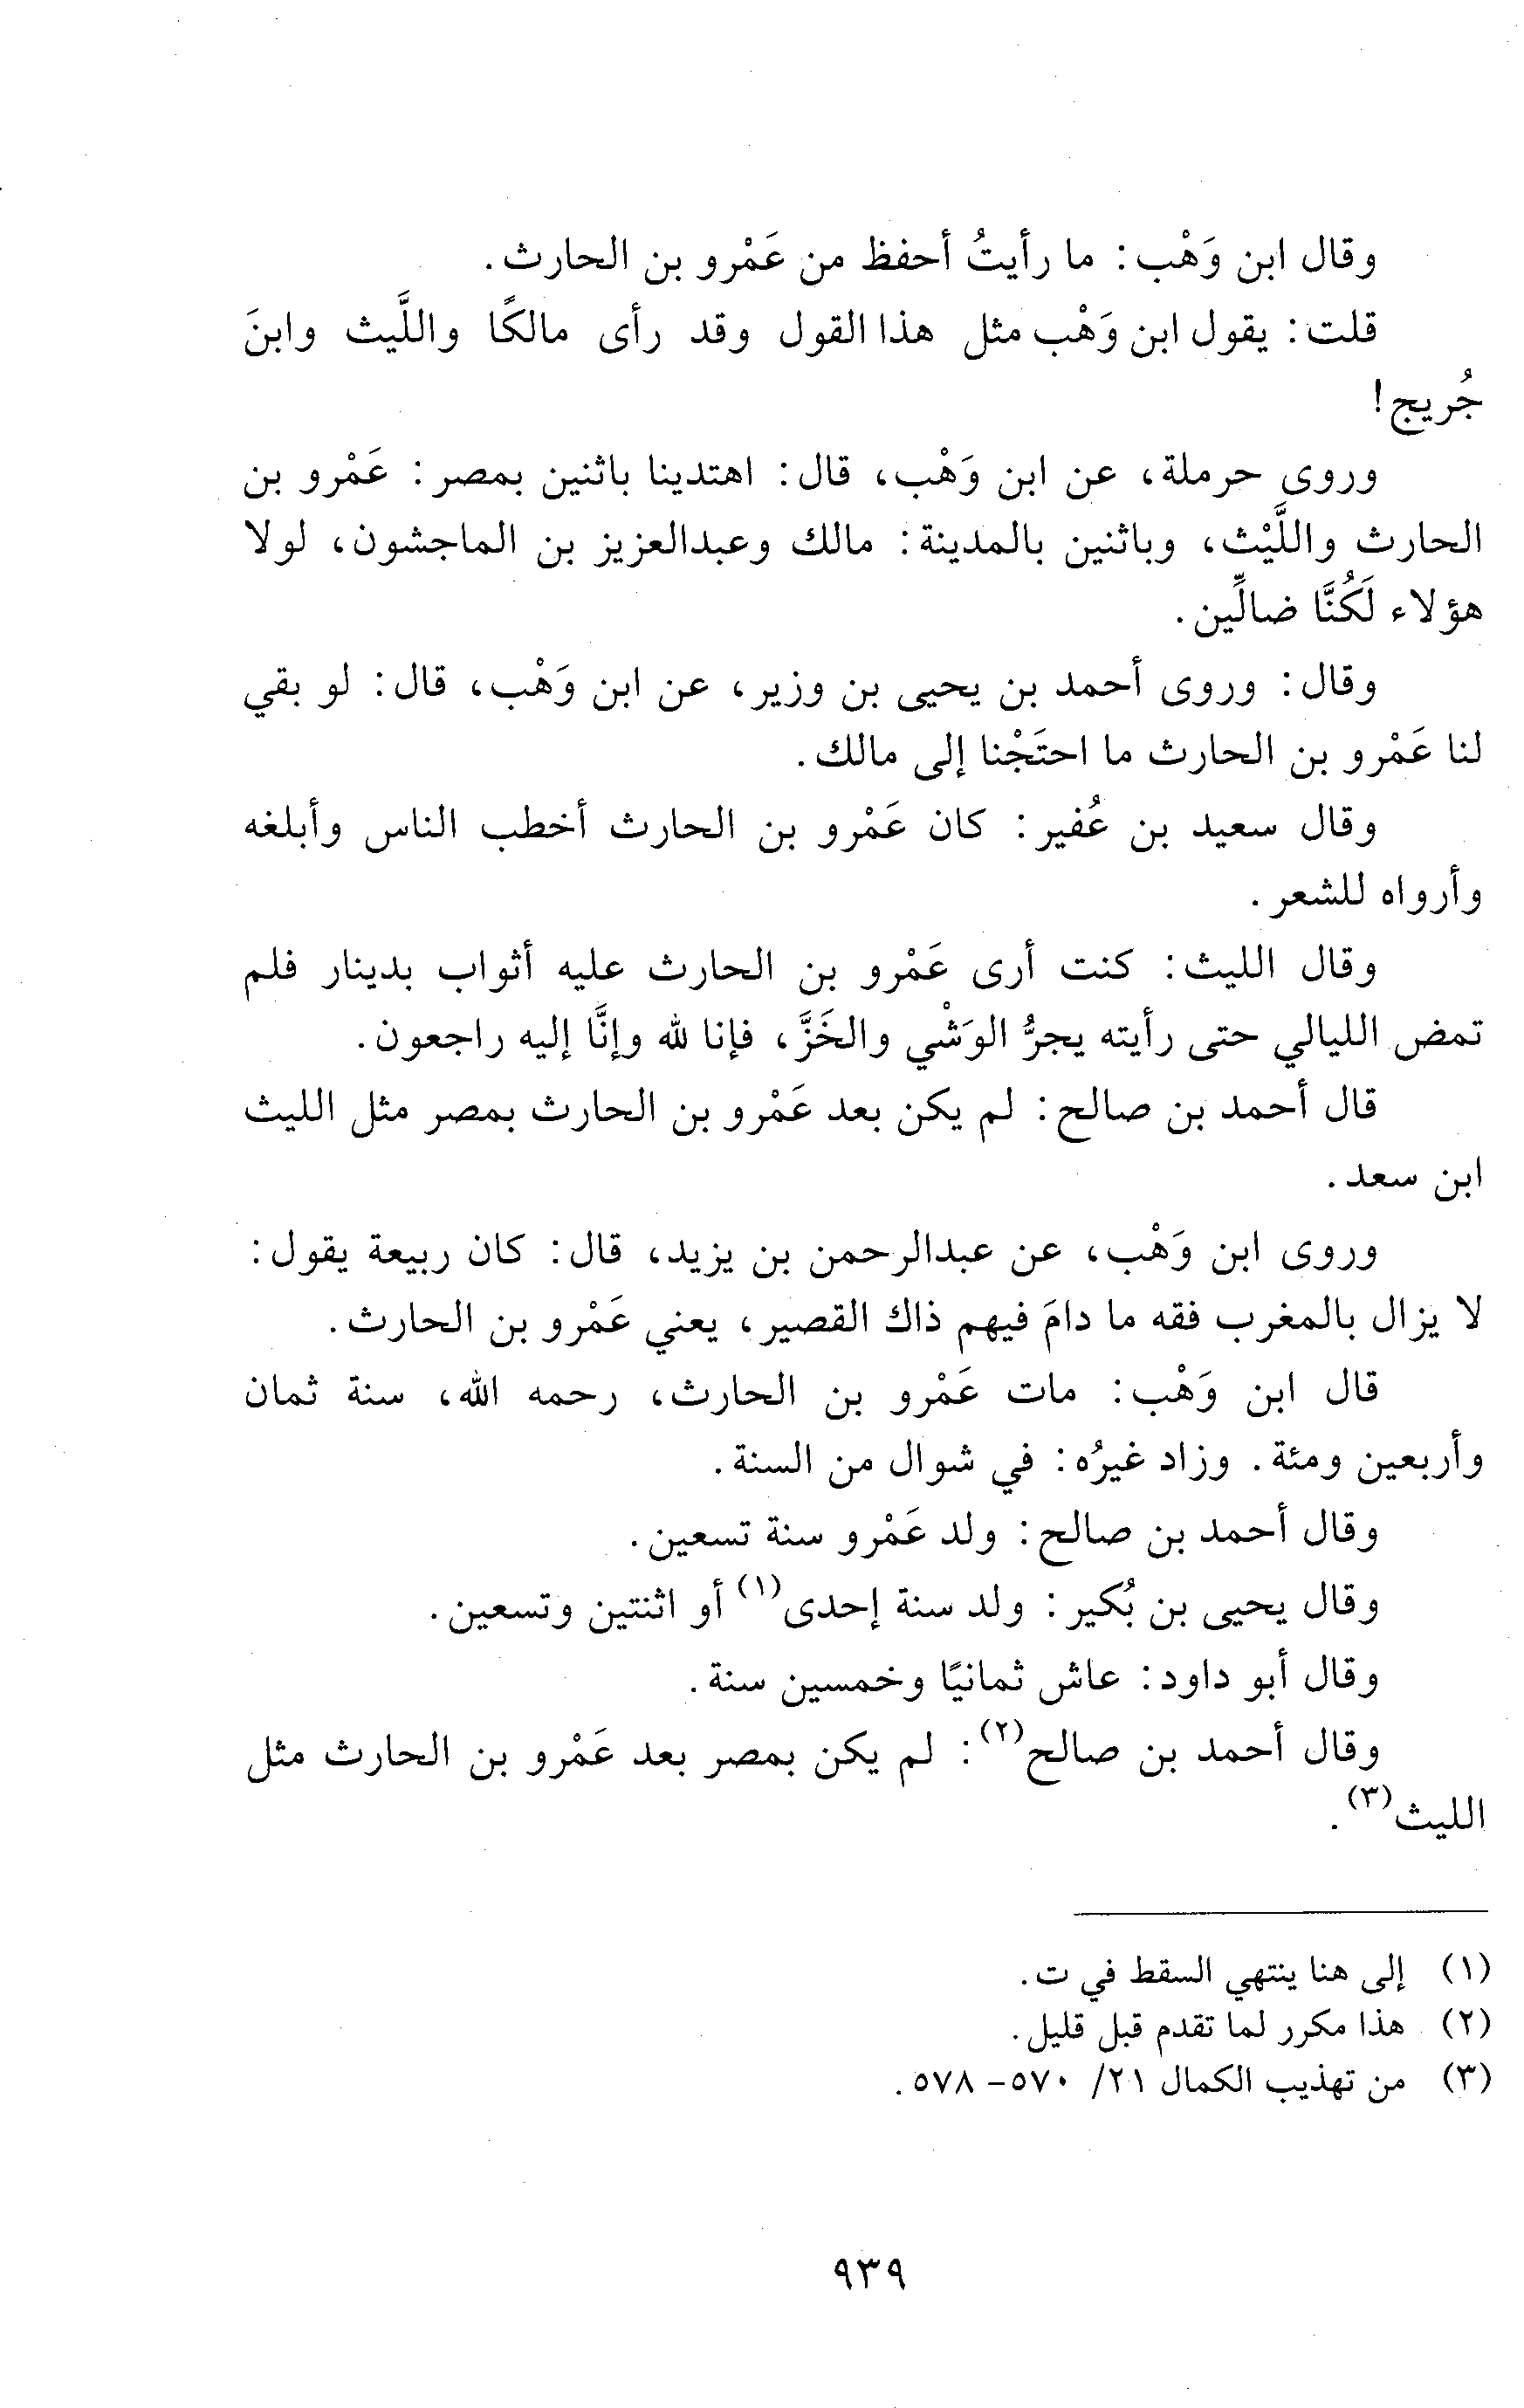 وقال ابن وَهْب: ما رأيتُ أحفظ من عَمْرو بن الحارث.
قلت: يقول ابن وَهْب مثل هذا القول وقد رأى مالكًا واللَّيث وابنَ
جُريج!
وروى حرملة، عن ابن وَهْب، قال: اهتدينا باثنين بمصر: عَمْرو بن
الحارث واللَّيْث، وباثنين بالمدينة: مالك وعبدالعزيز بن الماجشون، لولا
هؤلاء لَكُنَّا ضالِّين.
وقال: وروى أحمد بن يحيى بن وزير، عن ابن وَهْب، قال: لو بقي
لنا عَمْرو بن الحارث ما احتَجْنا إلى مالك.
وقال سعيد بن عُفير: كان عَمْرو بن الحارث أخطب الناس وأبلغه
وأرواه للشعر.
وقال الليث: كنت أرى عَمْرو بن الحارث عليه أثواب بدينار فلم
تمض الليالي حتى رأيته يجرُّ الوَشْي والخَزَّ، فإنا لله وإنَّا إليه راجعون.
قال أحمد بن صالح: لم يكن بعد عَمْرو بن الحارث بمصر مثل الليث
ابن سعد.
وروى ابن وَهْب، عن عبدالرحمن بن يزيد، قال: كان ربيعة يقول:
لا يزال بالمغرب فقه ما دامَ فيهم ذاك القصير، يعني عَمْرو بن الحارث.
قال ابن وَهْب: مات عَمْرو بن الحارث، رحمه الله، سنة ثمان
وأربعين ومئة. وزاد غيرُه: في شوال من السنة.
وقال أحمد بن صالح: ولد عَمْرو سنة تسعين.
وقال يحيى بن بُكير: ولد سنة إحدى(١) أو اثنتين وتسعين.
وقال أبو داود: عاش ثمانيًا وخمسين سنة.
وقال أحمد بن صالح(٢): لم يكن بمصر بعد عَمْرو بن الحارث مثل
الليث(٣).
(١) إلى هنا ينتهي السقط في ت.
(٢) هذا مكرر لما تقدم قبل قليل.
(٣) من تهذيب الكمال ٢١/ ٥٧٠- ٥٧٨.
٩٣٩